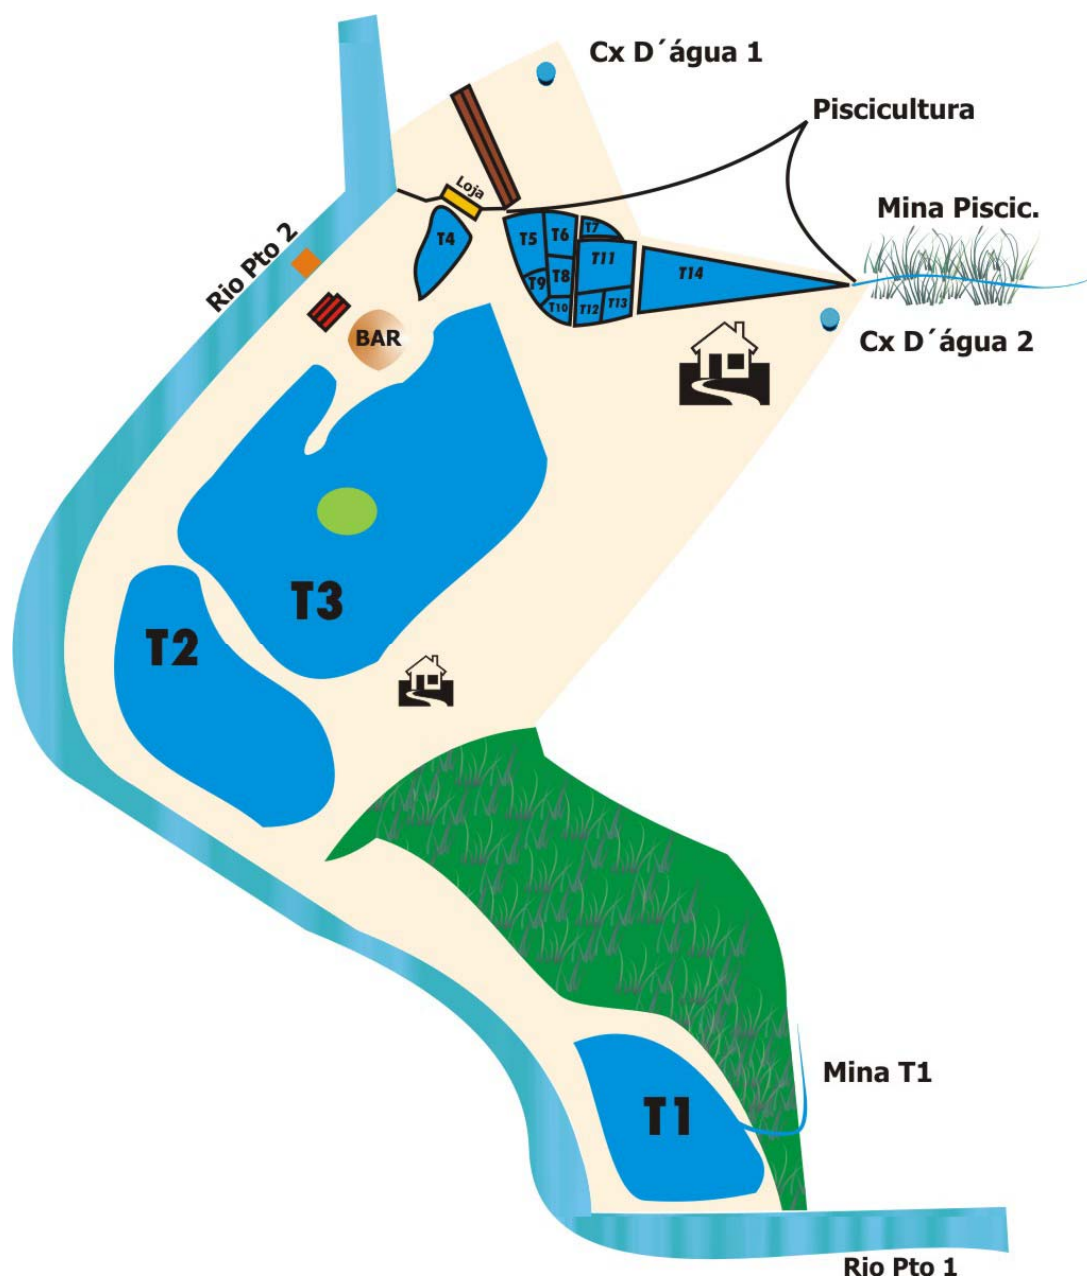 Cx D´água 1
Piscicultura
Loja
Mina Piscic.
Rio Pto 2
T4
T5
T6
T7
T11
T14
T8
T9
T10
T12
T13
BAR
Cx D´água 2
T3
T2
Mina T1
T1
Rio Pto 1